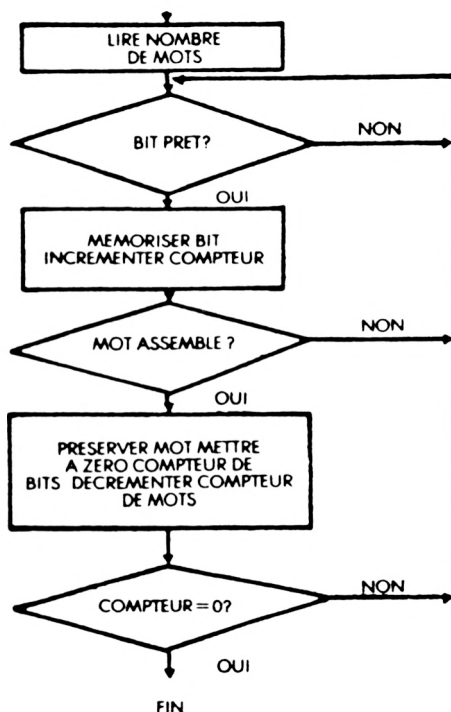 LIRE NOMBRE
DE MOTS
BIT PRET?
NON
OUI
MEMORISER BIT
INCREMENTER COMPTEUR
MOT ASSEMBLE ?
NON
OUI
PRESERVER MOT METTRE
A ZERO COMPTEUR DE
BITS DECREMENTER COMPTEUR
DE MOTS
COMPTEUR = 0?
NON
OUI
FIN